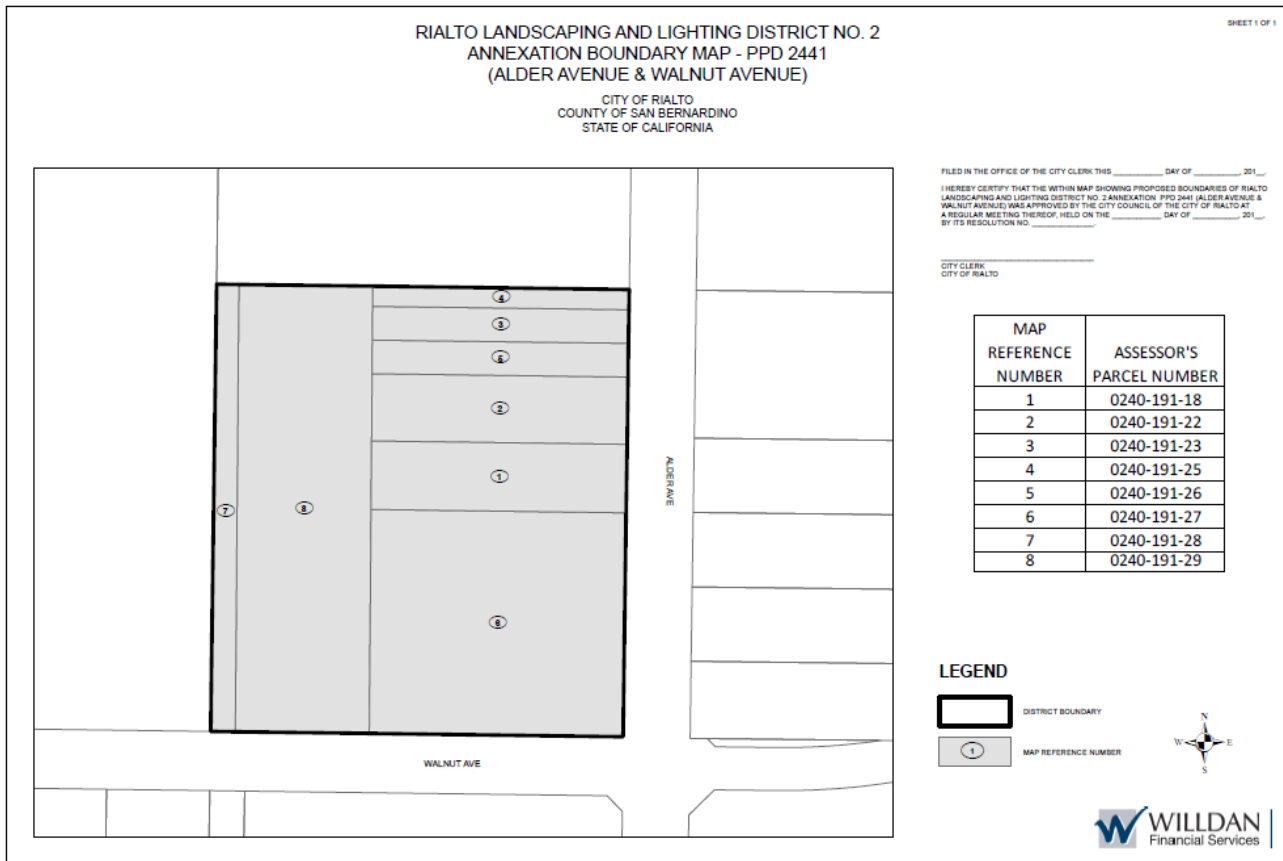 SHEET 1 OF 1
RIALTO LANDSCAPING AND LIGHTING DISTRICT NO. 2
ANNEXATION BOUNDARY MAP - PPD 2441
(ALDER AVENUE & WALNUT AVENUE)
CITY OF RIALTO
COUNTY OF SAN BERNARDINO
STATE OF CALIFORNIA
FILED IN THE OFFICE OF THE CITY CLERK THIS ____________ DAY OF ___________, 201__.
I HEREBY CERTIFY THAT THE WITHIN MAP SHOWING PROPOSED BOUNDARIES OF RIALTO
LANDSCAPING AND LIGHTING DISTRICT NO. 2 ANNEXATION PPD 2441 (ALDER AVENUE &
WALNUT AVENUE) WAS APPROVED BY THE CITY COUNCIL OF THE CITY OF RIALTO AT
A REGULAR MEETING THEREOF, HELD ON THE ____________ DAY OF ___________, 201__,
BY ITS RESOLUTION NO. _______________.
CITY CLERK
CITY OF RIALTO
4
3
5
2
1
7
8
6
ALDER AVE
WALNUT AVE
MAP REFERENCE NUMBER ASSESSOR'S PARCEL NUMBER
1 0240-191-18
2 0240-191-22
3 0240-191-23
4 0240-191-25
5 0240-191-26
6 0240-191-27
7 0240-191-28
8 0240-191-29
LEGEND
DISTRICT BOUNDARY
1 MAP REFERENCE NUMBER
N
W E
S
WILLDAN
Financial Services